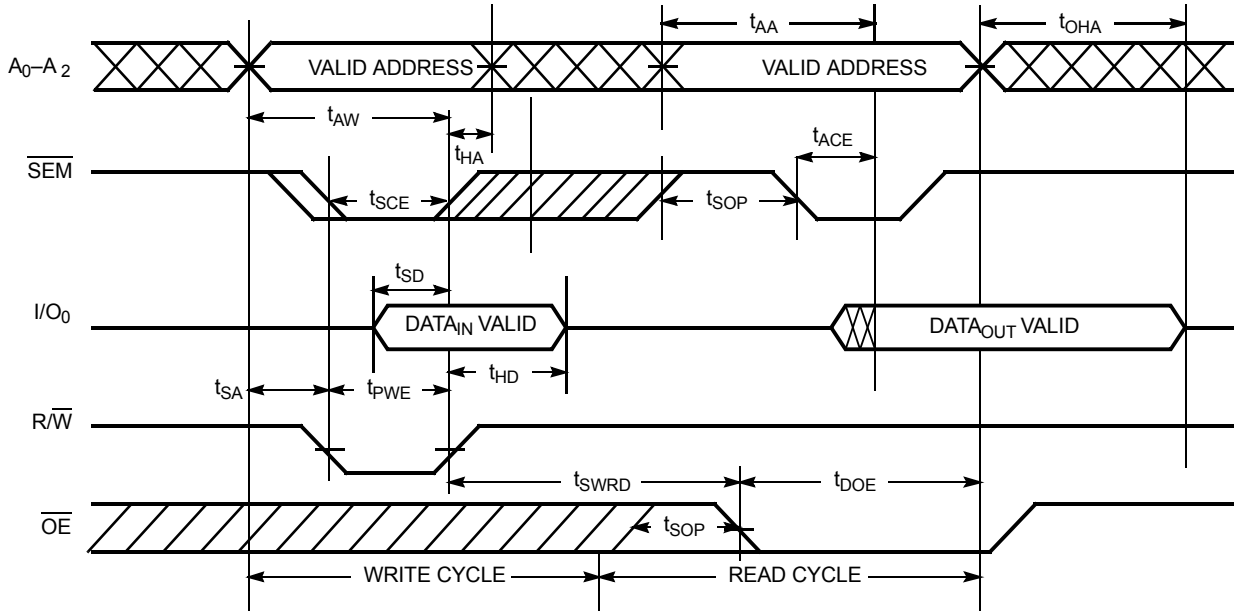 tAA tOHA
A0–A2 VALID ADDRESS VALID ADDRESS
tAW
tHA tACE
SEM tSCE tSOP
tSD
I/O0 DATAIN VALID DATAOUT VALID
tSA tPWE tHD
R/W
tSWRD tDOE
OE tSOP
WRITE CYCLE READ CYCLE